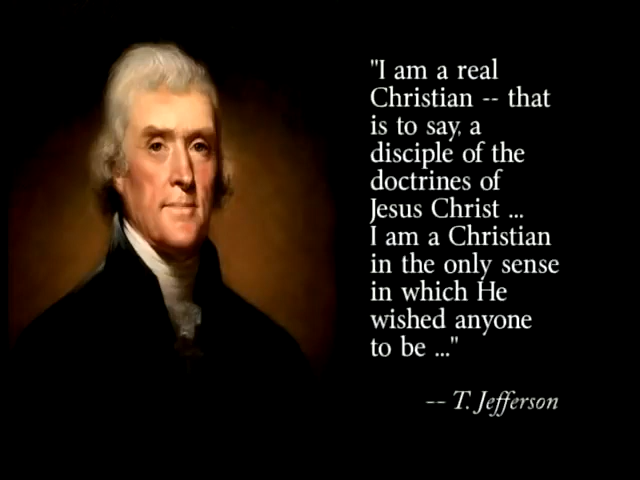 "I am a real
Christian -- that
is to say, a
disciple of the
doctrines of
Jesus Christ ...
I am a Christian
in the only sense
in which He
wished anyone
to be ..."
-- T. Jefferson